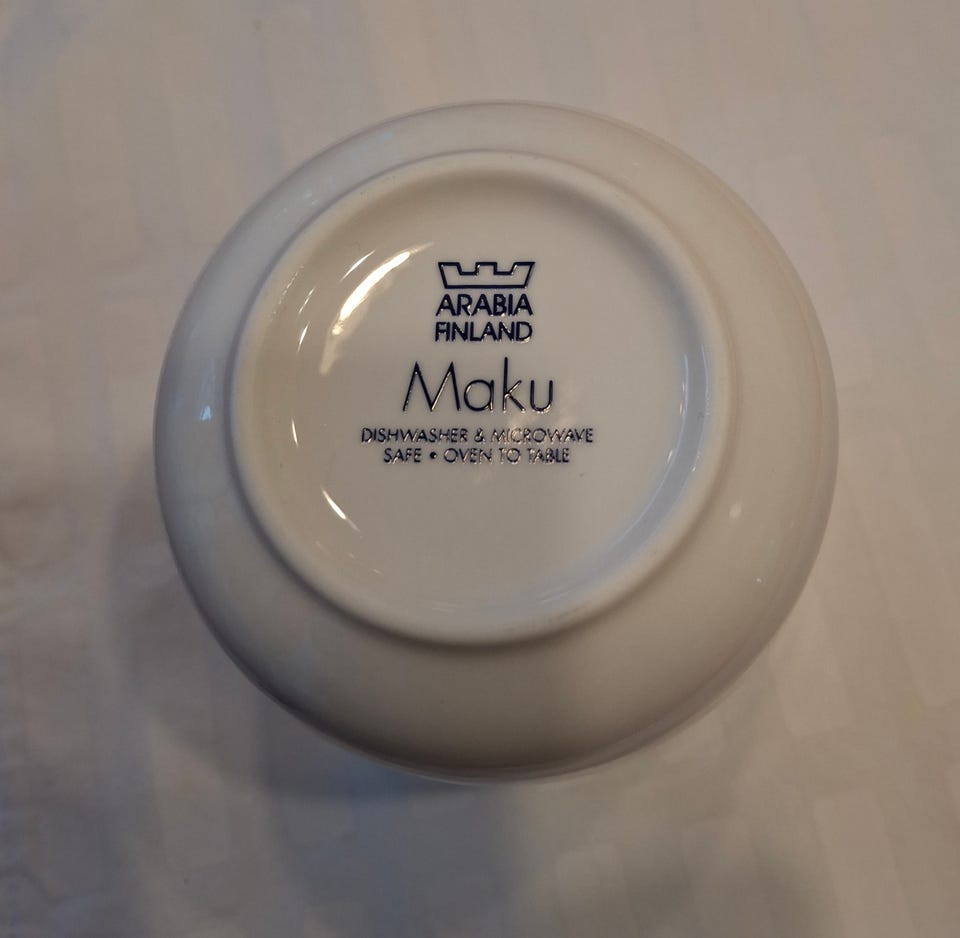 ARABIA
FINLAND
Maku
DISHWASHER & MICROWAVE
SAFE • OVEN TO TABLE